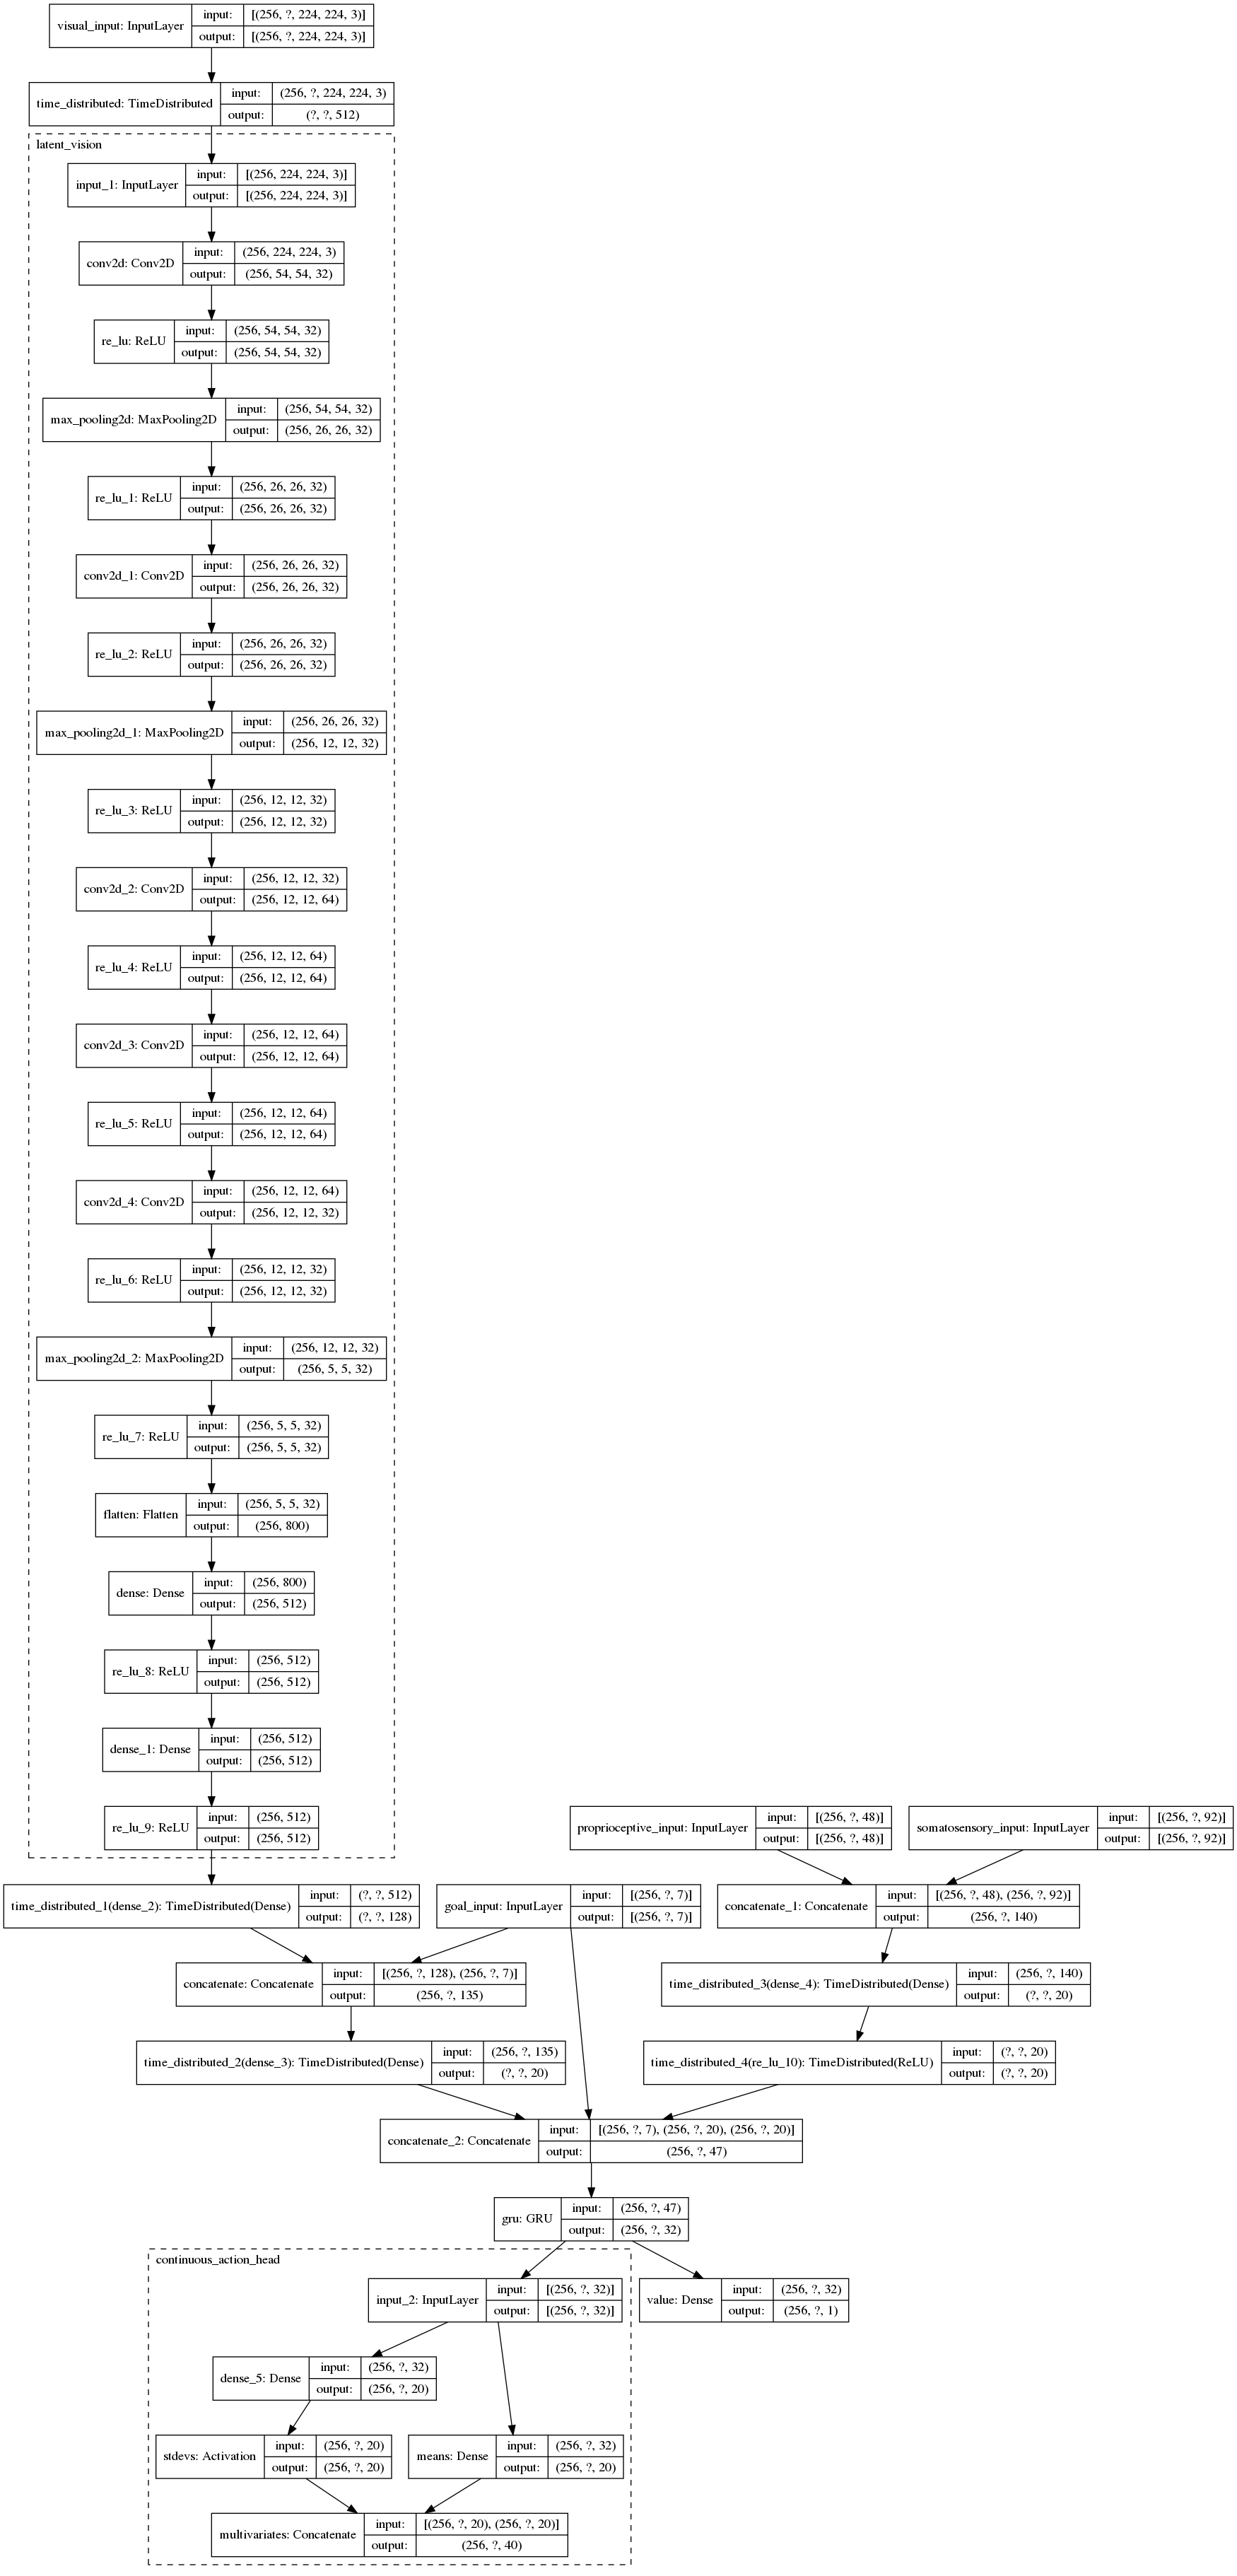 visual_input: InputLayer
input: [(256, ?, 224, 224, 3)]
output: [(256, ?, 224, 224, 3)]
time_distributed: TimeDistributed
input: (256, ?, 224, 224, 3)
output: (?, ?, 512)
latent_vision
input_1: InputLayer
input: [(256, 224, 224, 3)]
output: [(256, 224, 224, 3)]
conv2d: Conv2D
input: (256, 224, 224, 3)
output: (256, 54, 54, 32)
re_lu: ReLU
input: (256, 54, 54, 32)
output: (256, 54, 54, 32)
max_pooling2d: MaxPooling2D
input: (256, 54, 54, 32)
output: (256, 26, 26, 32)
re_lu_1: ReLU
input: (256, 26, 26, 32)
output: (256, 26, 26, 32)
conv2d_1: Conv2D
input: (256, 26, 26, 32)
output: (256, 26, 26, 32)
re_lu_2: ReLU
input: (256, 26, 26, 32)
output: (256, 26, 26, 32)
max_pooling2d_1: MaxPooling2D
input: (256, 26, 26, 32)
output: (256, 12, 12, 32)
re_lu_3: ReLU
input: (256, 12, 12, 32)
output: (256, 12, 12, 32)
conv2d_2: Conv2D
input: (256, 12, 12, 32)
output: (256, 12, 12, 64)
re_lu_4: ReLU
input: (256, 12, 12, 64)
output: (256, 12, 12, 64)
conv2d_3: Conv2D
input: (256, 12, 12, 64)
output: (256, 12, 12, 64)
re_lu_5: ReLU
input: (256, 12, 12, 64)
output: (256, 12, 12, 64)
conv2d_4: Conv2D
input: (256, 12, 12, 64)
output: (256, 12, 12, 32)
re_lu_6: ReLU
input: (256, 12, 12, 32)
output: (256, 12, 12, 32)
max_pooling2d_2: MaxPooling2D
input: (256, 12, 12, 32)
output: (256, 5, 5, 32)
re_lu_7: ReLU
input: (256, 5, 5, 32)
output: (256, 5, 5, 32)
flatten: Flatten
input: (256, 5, 5, 32)
output: (256, 800)
dense: Dense
input: (256, 800)
output: (256, 512)
re_lu_8: ReLU
input: (256, 512)
output: (256, 512)
dense_1: Dense
input: (256, 512)
output: (256, 512)
re_lu_9: ReLU
input: (256, 512)
output: (256, 512)
proprioceptive_input: InputLayer
input: [(256, ?, 48)]
output: [(256, ?, 48)]
somatosensory_input: InputLayer
input: [(256, ?, 92)]
output: [(256, ?, 92)]
time_distributed_1(dense_2): TimeDistributed(Dense)
input: (?, ?, 512)
output: (?, ?, 128)
goal_input: InputLayer
input: [(256, ?, 7)]
output: [(256, ?, 7)]
concatenate_1: Concatenate
input: [(256, ?, 48), (256, ?, 92)]
output: (256, ?, 140)
concatenate: Concatenate
input: [(256, ?, 128), (256, ?, 7)]
output: (256, ?, 135)
time_distributed_3(dense_4): TimeDistributed(Dense)
input: (256, ?, 140)
output: (?, ?, 20)
time_distributed_2(dense_3): TimeDistributed(Dense)
input: (256, ?, 135)
output: (?, ?, 20)
time_distributed_4(re_lu_10): TimeDistributed(ReLU)
input: (?, ?, 20)
output: (?, ?, 20)
concatenate_2: Concatenate
input: [(256, ?, 7), (256, ?, 20), (256, ?, 20)]
output: (256, ?, 47)
gru: GRU
input: (256, ?, 47)
output: (256, ?, 32)
continuous_action_head
input_2: InputLayer
input: [(256, ?, 32)]
output: [(256, ?, 32)]
value: Dense
input: (256, ?, 32)
output: (256, ?, 1)
dense_5: Dense
input: (256, ?, 32)
output: (256, ?, 20)
stdevs: Activation
input: (256, ?, 20)
output: (256, ?, 20)
means: Dense
input: (256, ?, 32)
output: (256, ?, 20)
multivariates: Concatenate
input: [(256, ?, 20), (256, ?, 20)]
output: (256, ?, 40)